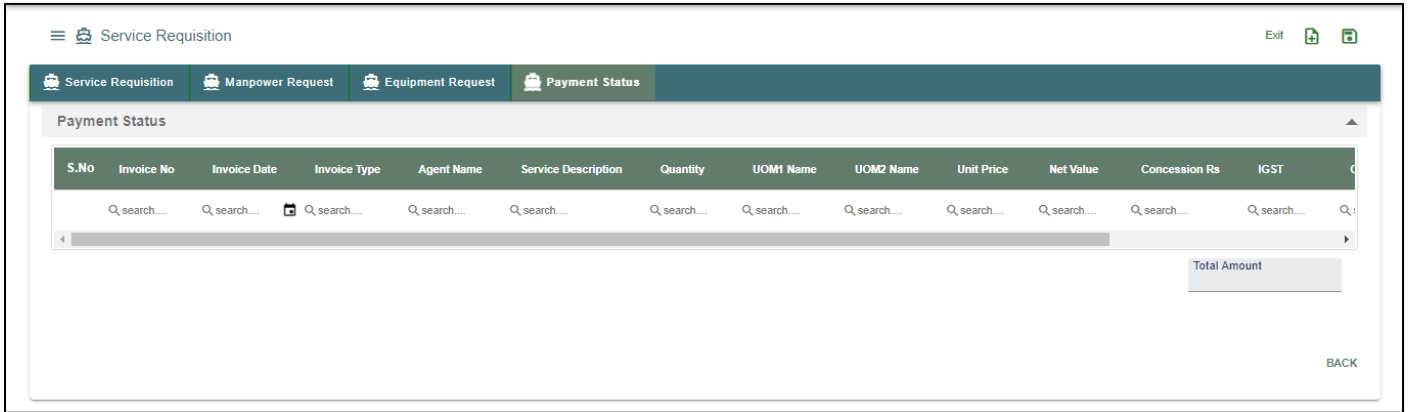 Service Requisition Exit
Service Requisition Manpower Request Equipment Request Payment Status
Payment Status
S.No Invoice No Invoice Date Invoice Type Agent Name Service Description Quantity UOM1 Name UOM2 Name Unit Price Net Value Concession Rs IGST
search.... search.... search.... search.... search.... search.... search.... search.... search.... search.... search.... search....
Total Amount
BACK